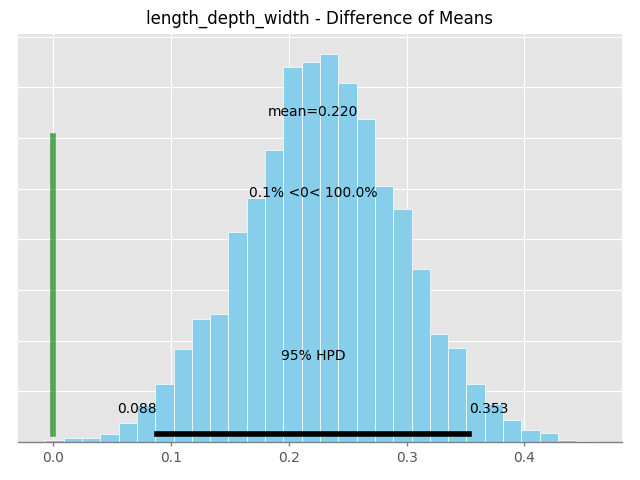 length_depth_width - Difference of Means
mean=0.220
0.1% <0< 100.0%
95% HPD
0.088
0.353
0.0
0.1
0.2
0.3
0.4